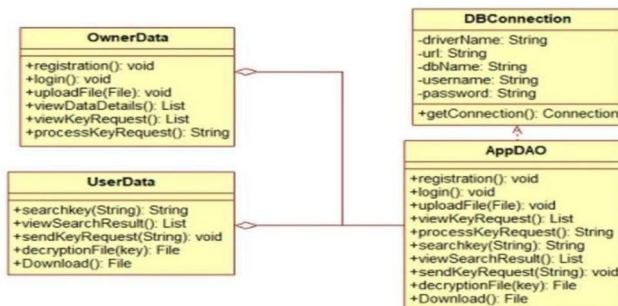 OwnerData
+registration(): void
+login(): void
+uploadFile(File): void
+viewDataDetails(): List
+viewKeyRequest(): List
+processKeyRequest(): String
UserData
+searchkey(String): String
+viewSearchResult(): List
+sendKeyRequest(String): void
+decryptionFile(key): File
+Download(): File
DBConnection
-driverName: String
-url: String
-dbName: String
-username: String
-password: String
+getConnection(): Connection
AppDAO
+registration(): void
+login(): void
+uploadFile(File): void
+viewKeyRequest(): List
+processKeyRequest(): String
+searchkey(String): String
+viewSearchResult(): List
+sendKeyRequest(String): void
+decryptionFile(key): File
+Download(): File